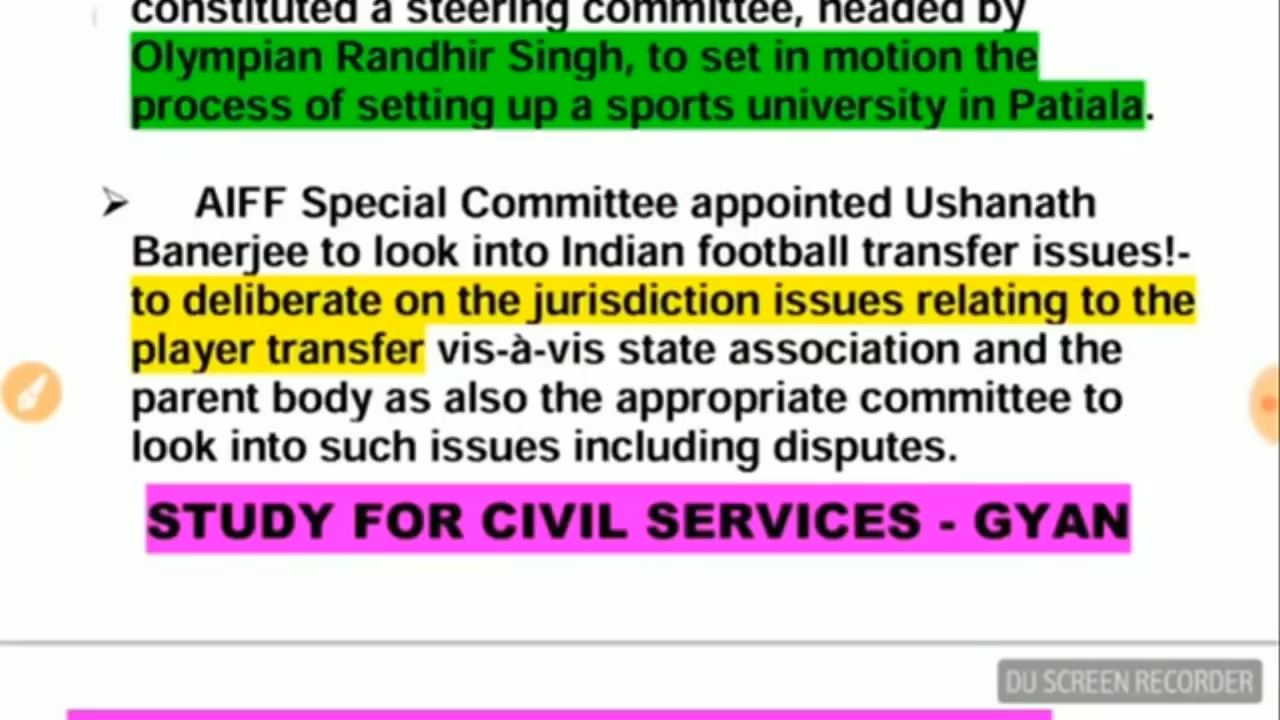 constituted a steering committee, headed by
Olympian Randhir Singh, to set in motion the
process of setting up a sports university in Patiala.
➢ AIFF Special Committee appointed Ushanath
Banerjee to look into Indian football transfer issues!-
to deliberate on the jurisdiction issues relating to the
player transfer vis-à-vis state association and the
parent body as also the appropriate committee to
look into such issues including disputes.
STUDY FOR CIVIL SERVICES - GYAN
DU SCREEN RECORDER